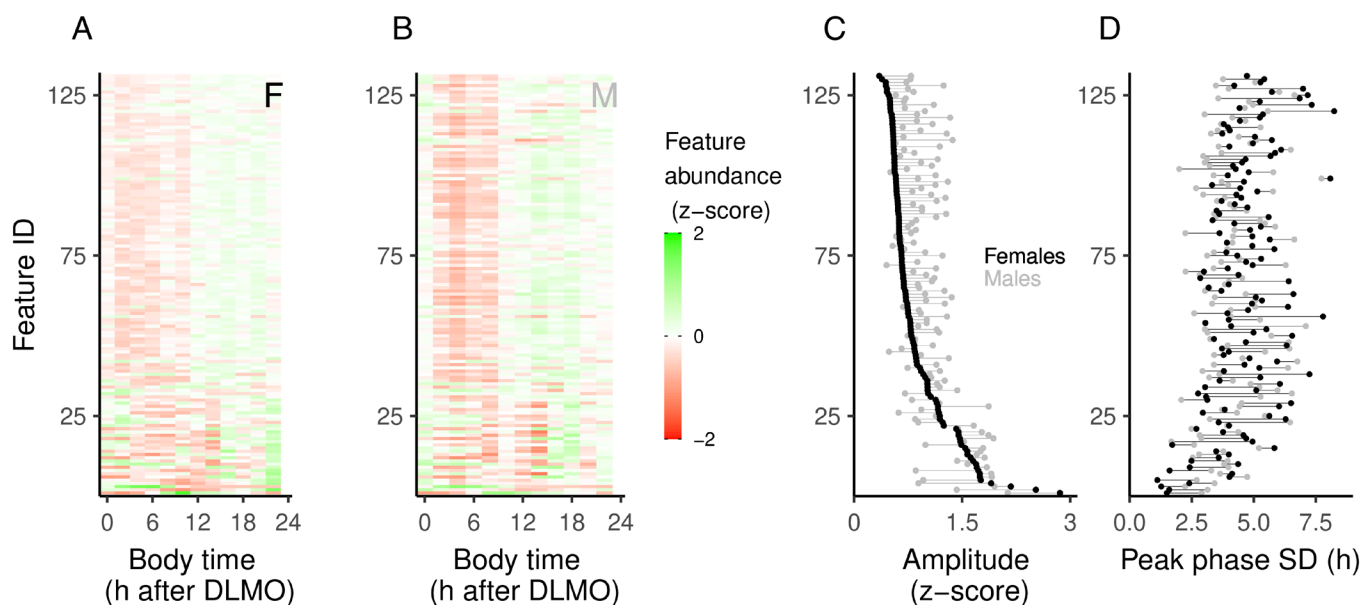 A
B
C
D
F
M
Feature ID
125
75
25
0
6
12
18
24
Body time
(h after DLMO)
125
75
25
0
6
12
18
24
Body time
(h after DLMO)
Feature
abundance
(z−score)
2
0
−2
125
75
25
Females
Males
0
1.5
3
Amplitude
(z−score)
125
75
25
0.0
2.5
5.0
7.5
Peak phase SD (h)